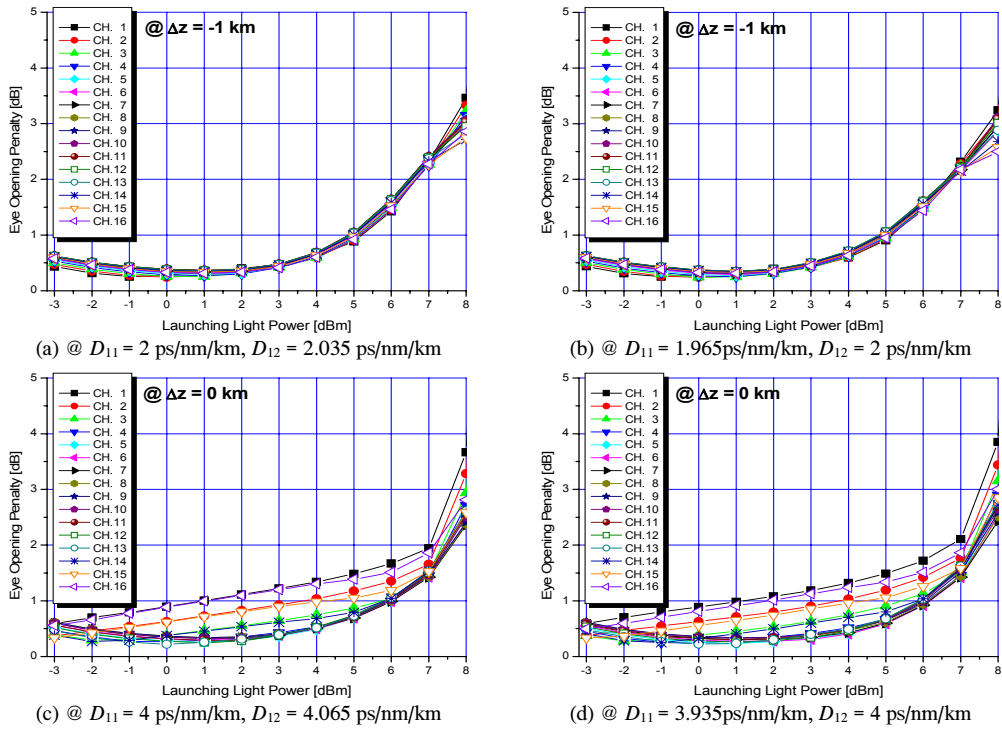 @ Δz = -1 km
CH. 1
CH. 2
CH. 3
CH. 4
CH. 5
CH. 6
CH. 7
CH. 8
CH. 9
CH.10
CH.11
CH.12
CH.13
CH.14
CH.15
CH.16
5
4
3
2
1
0
Eye Opening Penalty [dB]
-3 -2 -1 0 1 2 3 4 5 6 7 8
Launching Light Power [dBm]
(a) @ D11 = 2 ps/nm/km, D12 = 2.035 ps/nm/km
@ Δz = -1 km
CH. 1
CH. 2
CH. 3
CH. 4
CH. 5
CH. 6
CH. 7
CH. 8
CH. 9
CH.10
CH.11
CH.12
CH.13
CH.14
CH.15
CH.16
5
4
3
2
1
0
Eye Opening Penalty [dB]
-3 -2 -1 0 1 2 3 4 5 6 7 8
Launching Light Power [dBm]
(b) @ D11 = 1.965ps/nm/km, D12 = 2 ps/nm/km
@ Δz = 0 km
CH. 1
CH. 2
CH. 3
CH. 4
CH. 5
CH. 6
CH. 7
CH. 8
CH. 9
CH.10
CH.11
CH.12
CH.13
CH.14
CH.15
CH.16
5
4
3
2
1
0
Eye Opening Penalty [dB]
-3 -2 -1 0 1 2 3 4 5 6 7 8
Launching Light Power [dBm]
(c) @ D11 = 4 ps/nm/km, D12 = 4.065 ps/nm/km
@ Δz = 0 km
CH. 1
CH. 2
CH. 3
CH. 4
CH. 5
CH. 6
CH. 7
CH. 8
CH. 9
CH.10
CH.11
CH.12
CH.13
CH.14
CH.15
CH.16
5
4
3
2
1
0
Eye Opening Penalty [dB]
-3 -2 -1 0 1 2 3 4 5 6 7 8
Launching Light Power [dBm]
(d) @ D11 = 3.935ps/nm/km, D12 = 4 ps/nm/km